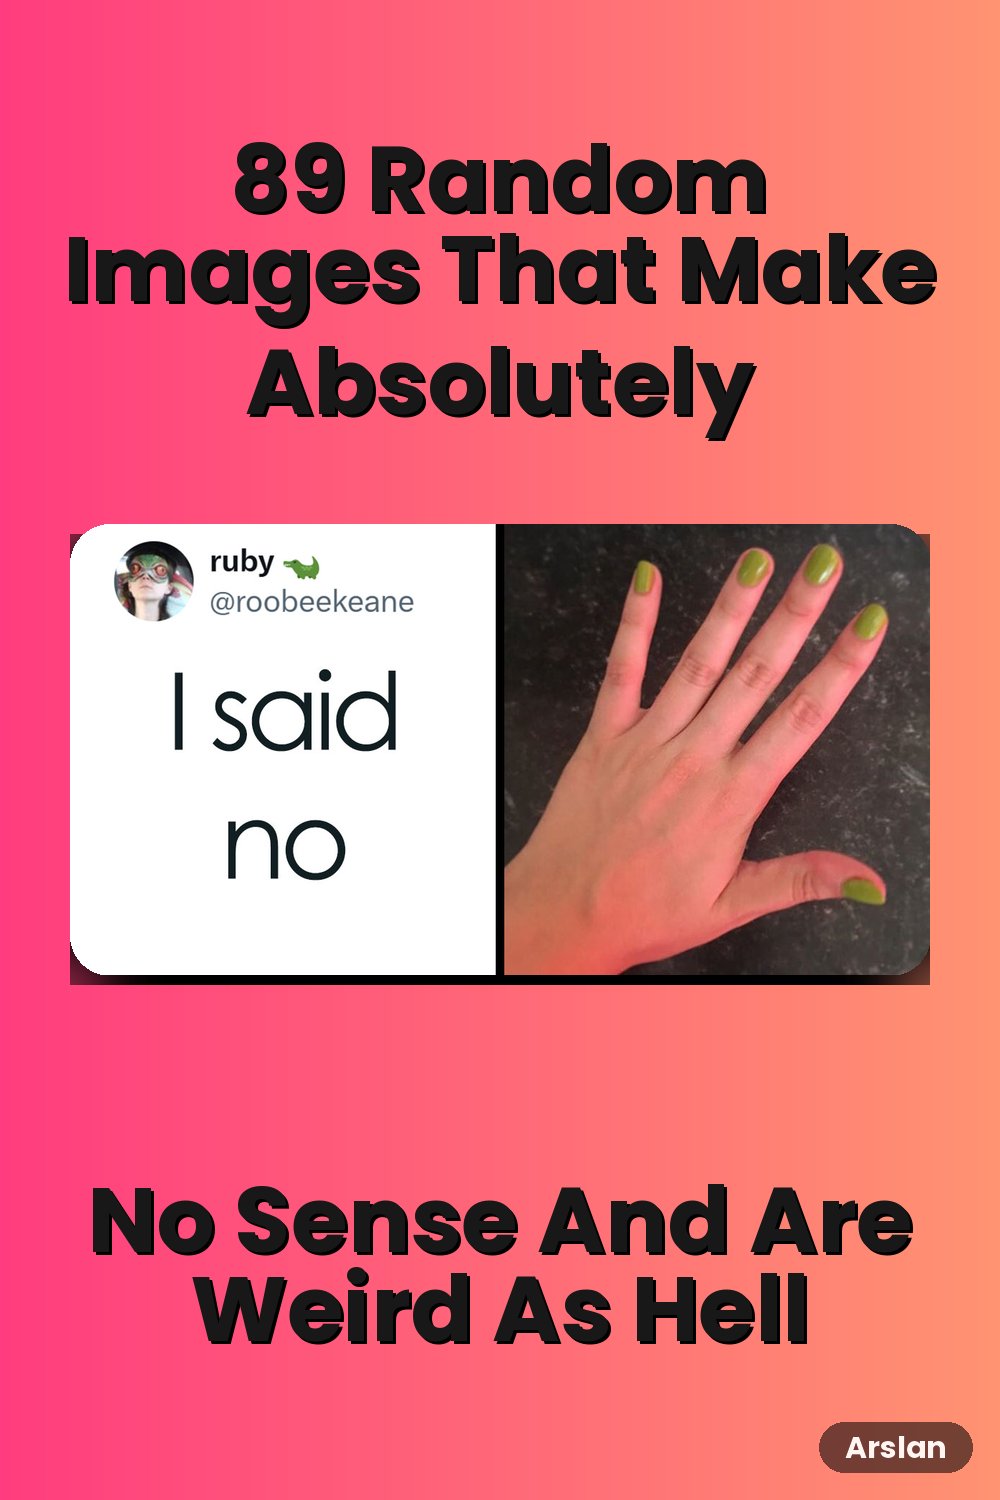 89 Random
Images That Make
Absolutely
ruby 🐊
@roobeekeane
I said
no
No Sense And Are
Weird As Hell
Arslan